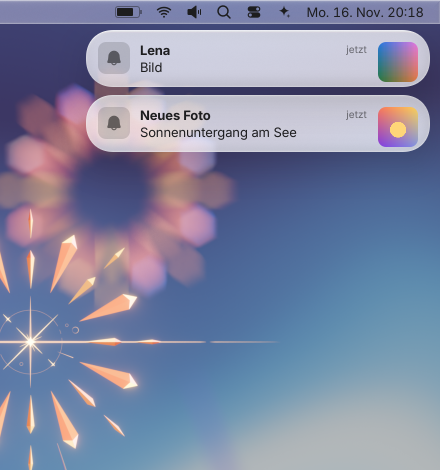 Mo. 16. Nov. 20:18
Lena
jetzt
Bild
Neues Foto
jetzt
Sonnenuntergang am See